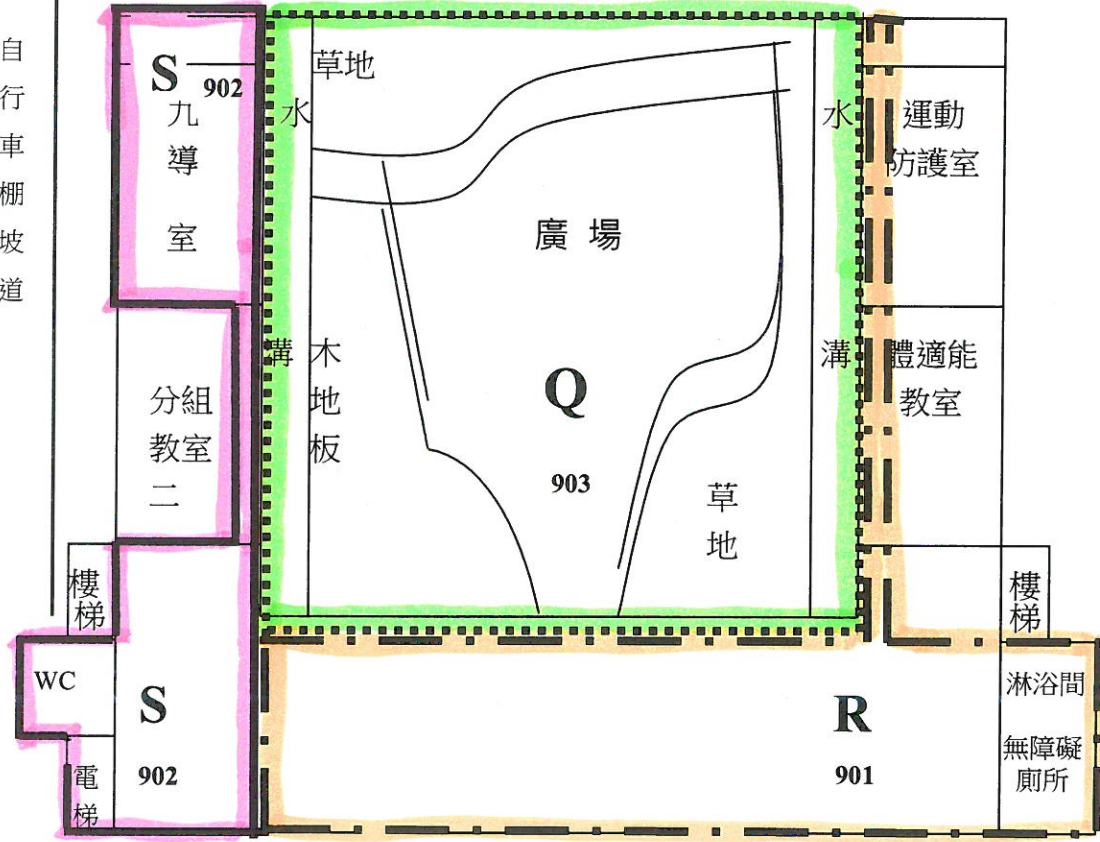 自行車棚坡道
S 902
九導室
分組
教室
二
樓梯
WC
S
902
電梯
草地
水溝
木地板
廣場
Q
903
草地
水溝
運動
防護室
體適能
教室
樓梯
R
901
淋浴間
無障礙
廁所